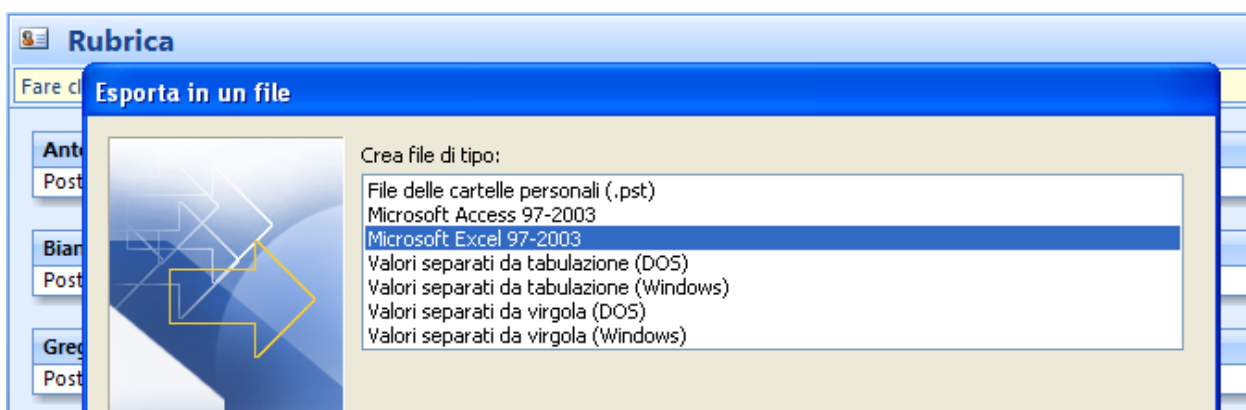 Rubrica
Fare cl
Esporta in un file
Crea file di tipo:
File delle cartelle personali (.pst)
Microsoft Access 97-2003
Microsoft Excel 97-2003
Valori separati da tabulazione (DOS)
Valori separati da tabulazione (Windows)
Valori separati da virgola (DOS)
Valori separati da virgola (Windows)
Ante
Post
Bian
Post
Greg
Post